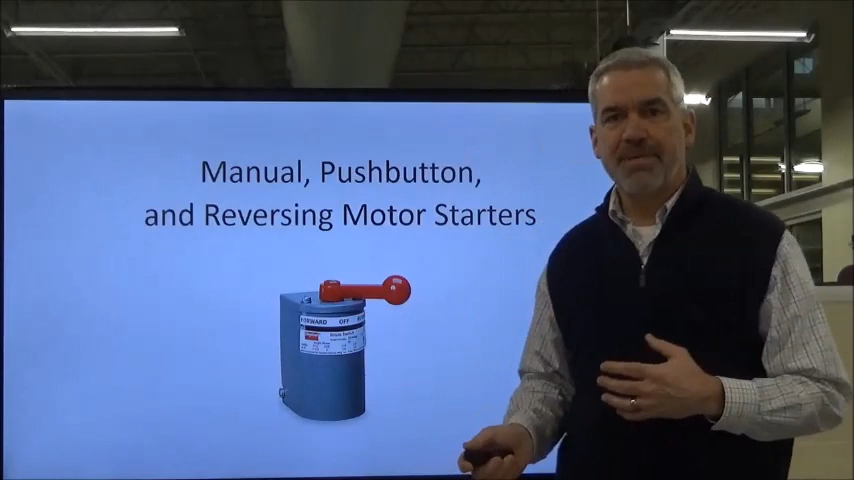 Manual, Pushbutton,
and Reversing Motor Starters
FORWARD OFF